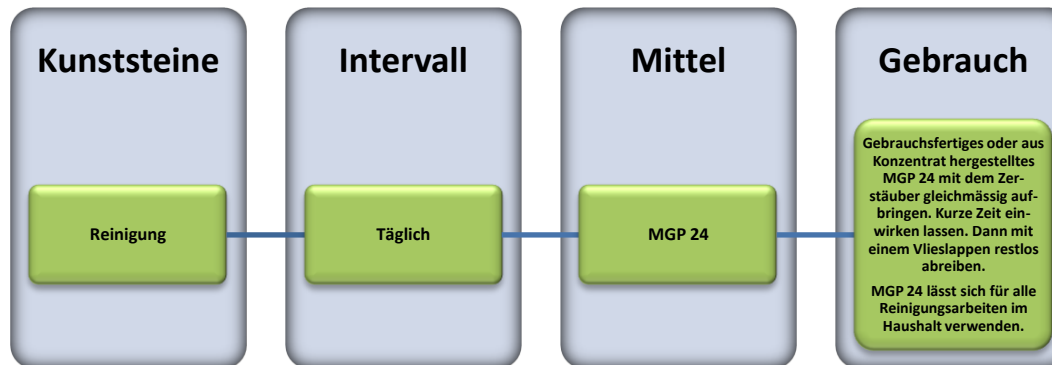 Kunststeine
Intervall
Mittel
Gebrauch
Reinigung
Täglich
MGP 24
Gebrauchsfertiges oder aus
Konzentrat hergestelltes
MGP 24 mit dem Zer-
stäuber gleichmässig auf-
bringen. Kurze Zeit ein-
wirken lassen. Dann mit
einem Vlieslappen restlos
abreiben.
MGP 24 lässt sich für alle
Reinigungsarbeiten im
Haushalt verwenden.